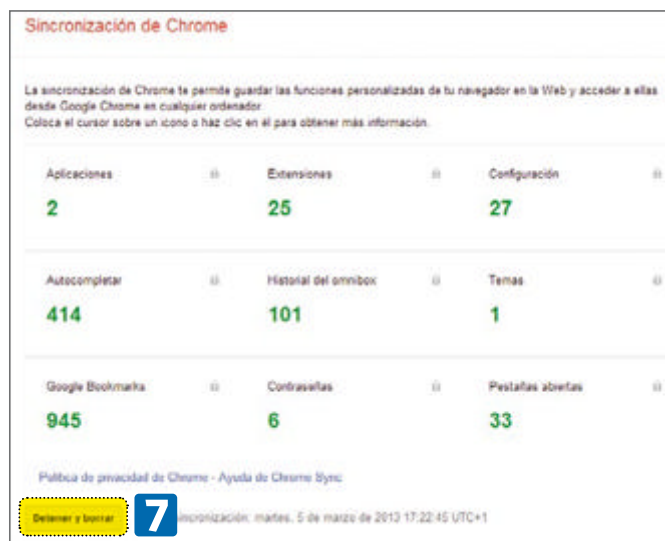 Sincronización de Chrome
La sincronización de Chrome te permite guardar las funciones personalizadas de tu navegador en la Web y acceder a ellas
desde Google Chrome en cualquier ordenador
Coloca el cursor sobre un icono o haz clic en él para obtener más información.
Aplicaciones Extensiones Configuración
2 25 27
Autocompletar Historial del omnibox Temas
414 101 1
Google Bookmarks Contraseñas Pestañas abiertas
945 6 33
Política de privacidad de Chrome - Ayuda de Chrome Sync
Detener y borrar 7 sincronización: martes, 5 de marzo de 2013 17:22:45 UTC+1